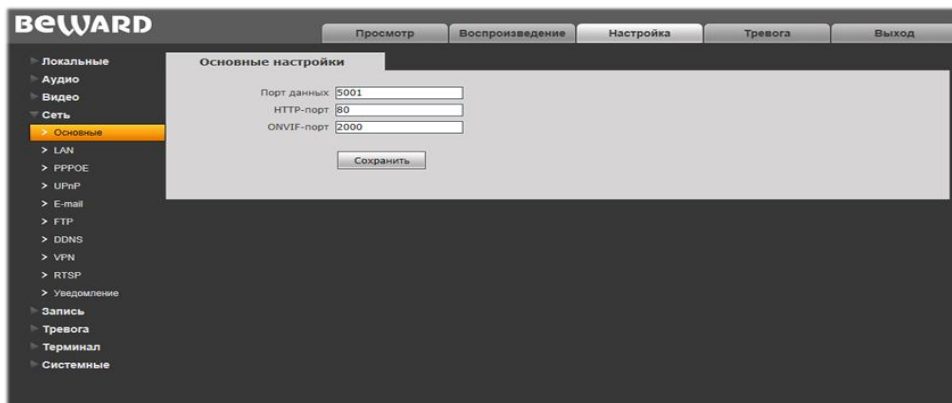 BEWARD
Просмотр
Воспроизведение
Настройка
Тревога
Выход
Локальные
Аудио
Видео
Сеть
> Основные
> LAN
> PPPOE
> UPnP
> E-mail
> FTP
> DDNS
> VPN
> RTSP
> Уведомление
Запись
Тревога
Терминал
Системные
Основные настройки
Порт данных 5001
HTTP-порт 80
ONVIF-порт 2000
Сохранить